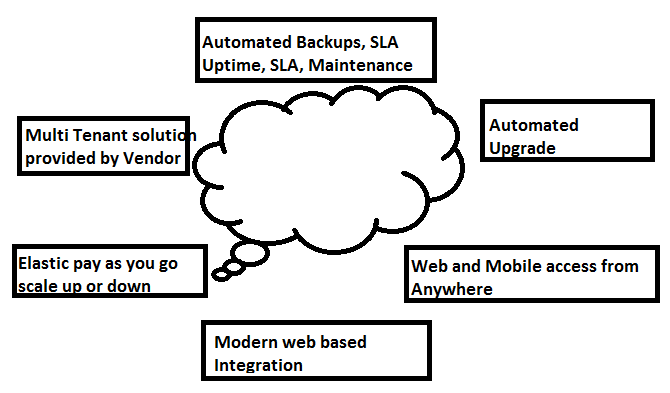 Automated Backups, SLA
Uptime, SLA, Maintenance
Multi Tenant solution
provided by Vendor
Automated
Upgrade
Elastic pay as you go
scale up or down
Web and Mobile access from
Anywhere
Modern web based
Integration